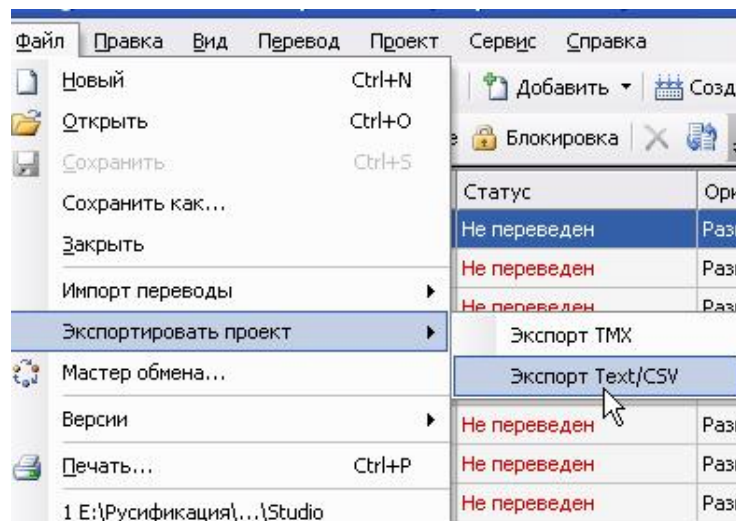 Файл Правка Вид Перевод Проект Сервис Справка
Новый Ctrl+N
Добавить
Открыть Ctrl+O
Блокировка
Сохранить Ctrl+S
Сохранить как...
Статус
Не переведен
Закрыть
Не переведен
Импорт переводы
Не переведен
Экспортировать проект
Экспорт TMX
Мастер обмена...
Экспорт Text/CSV
Версии
Не переведен
Печать... Ctrl+P
Не переведен
1 E:\Русификация\...\Studio
Не переведен